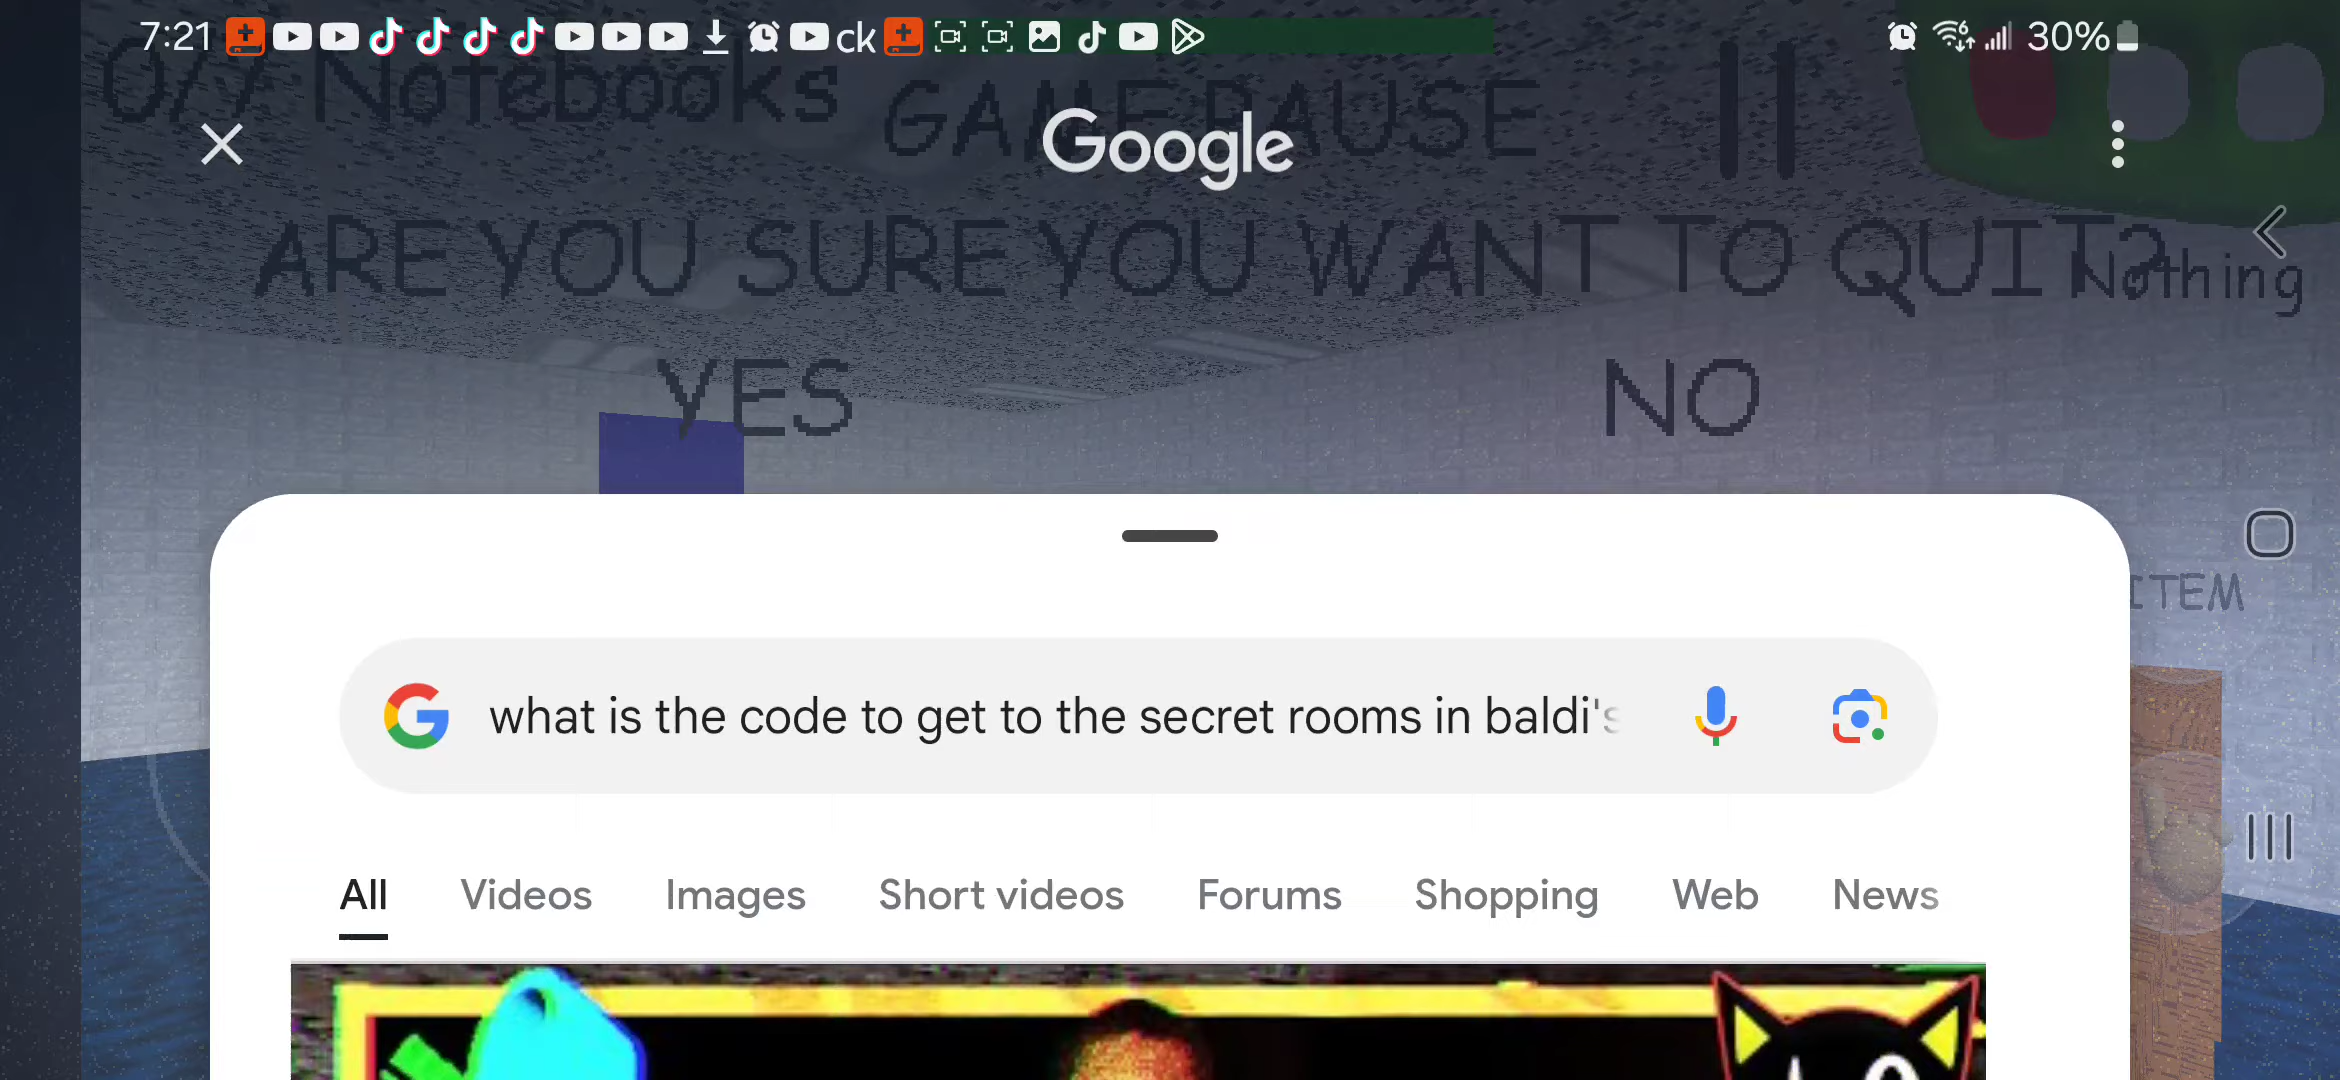 7:21 ck 30%
0/7 Notebooks
GAME PAUSE
Google
ARE YOU SURE YOU WANT TO QUIT?
Nothing
YES NO
ITEM
what is the code to get to the secret rooms in baldi's
All Videos Images Short videos Forums Shopping Web News